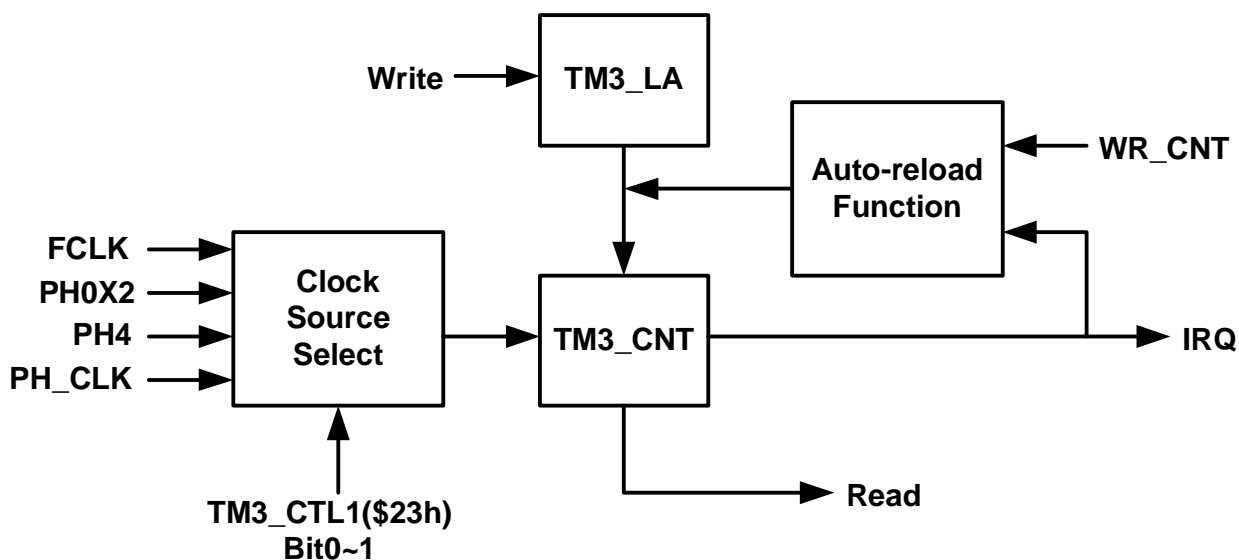 Write
TM3_LA
Auto-reload
Function
WR_CNT
FCLK
PH0X2
PH4
PH_CLK
Clock
Source
Select
TM3_CNT
IRQ
Read
TM3_CTL1($23h)
Bit0~1